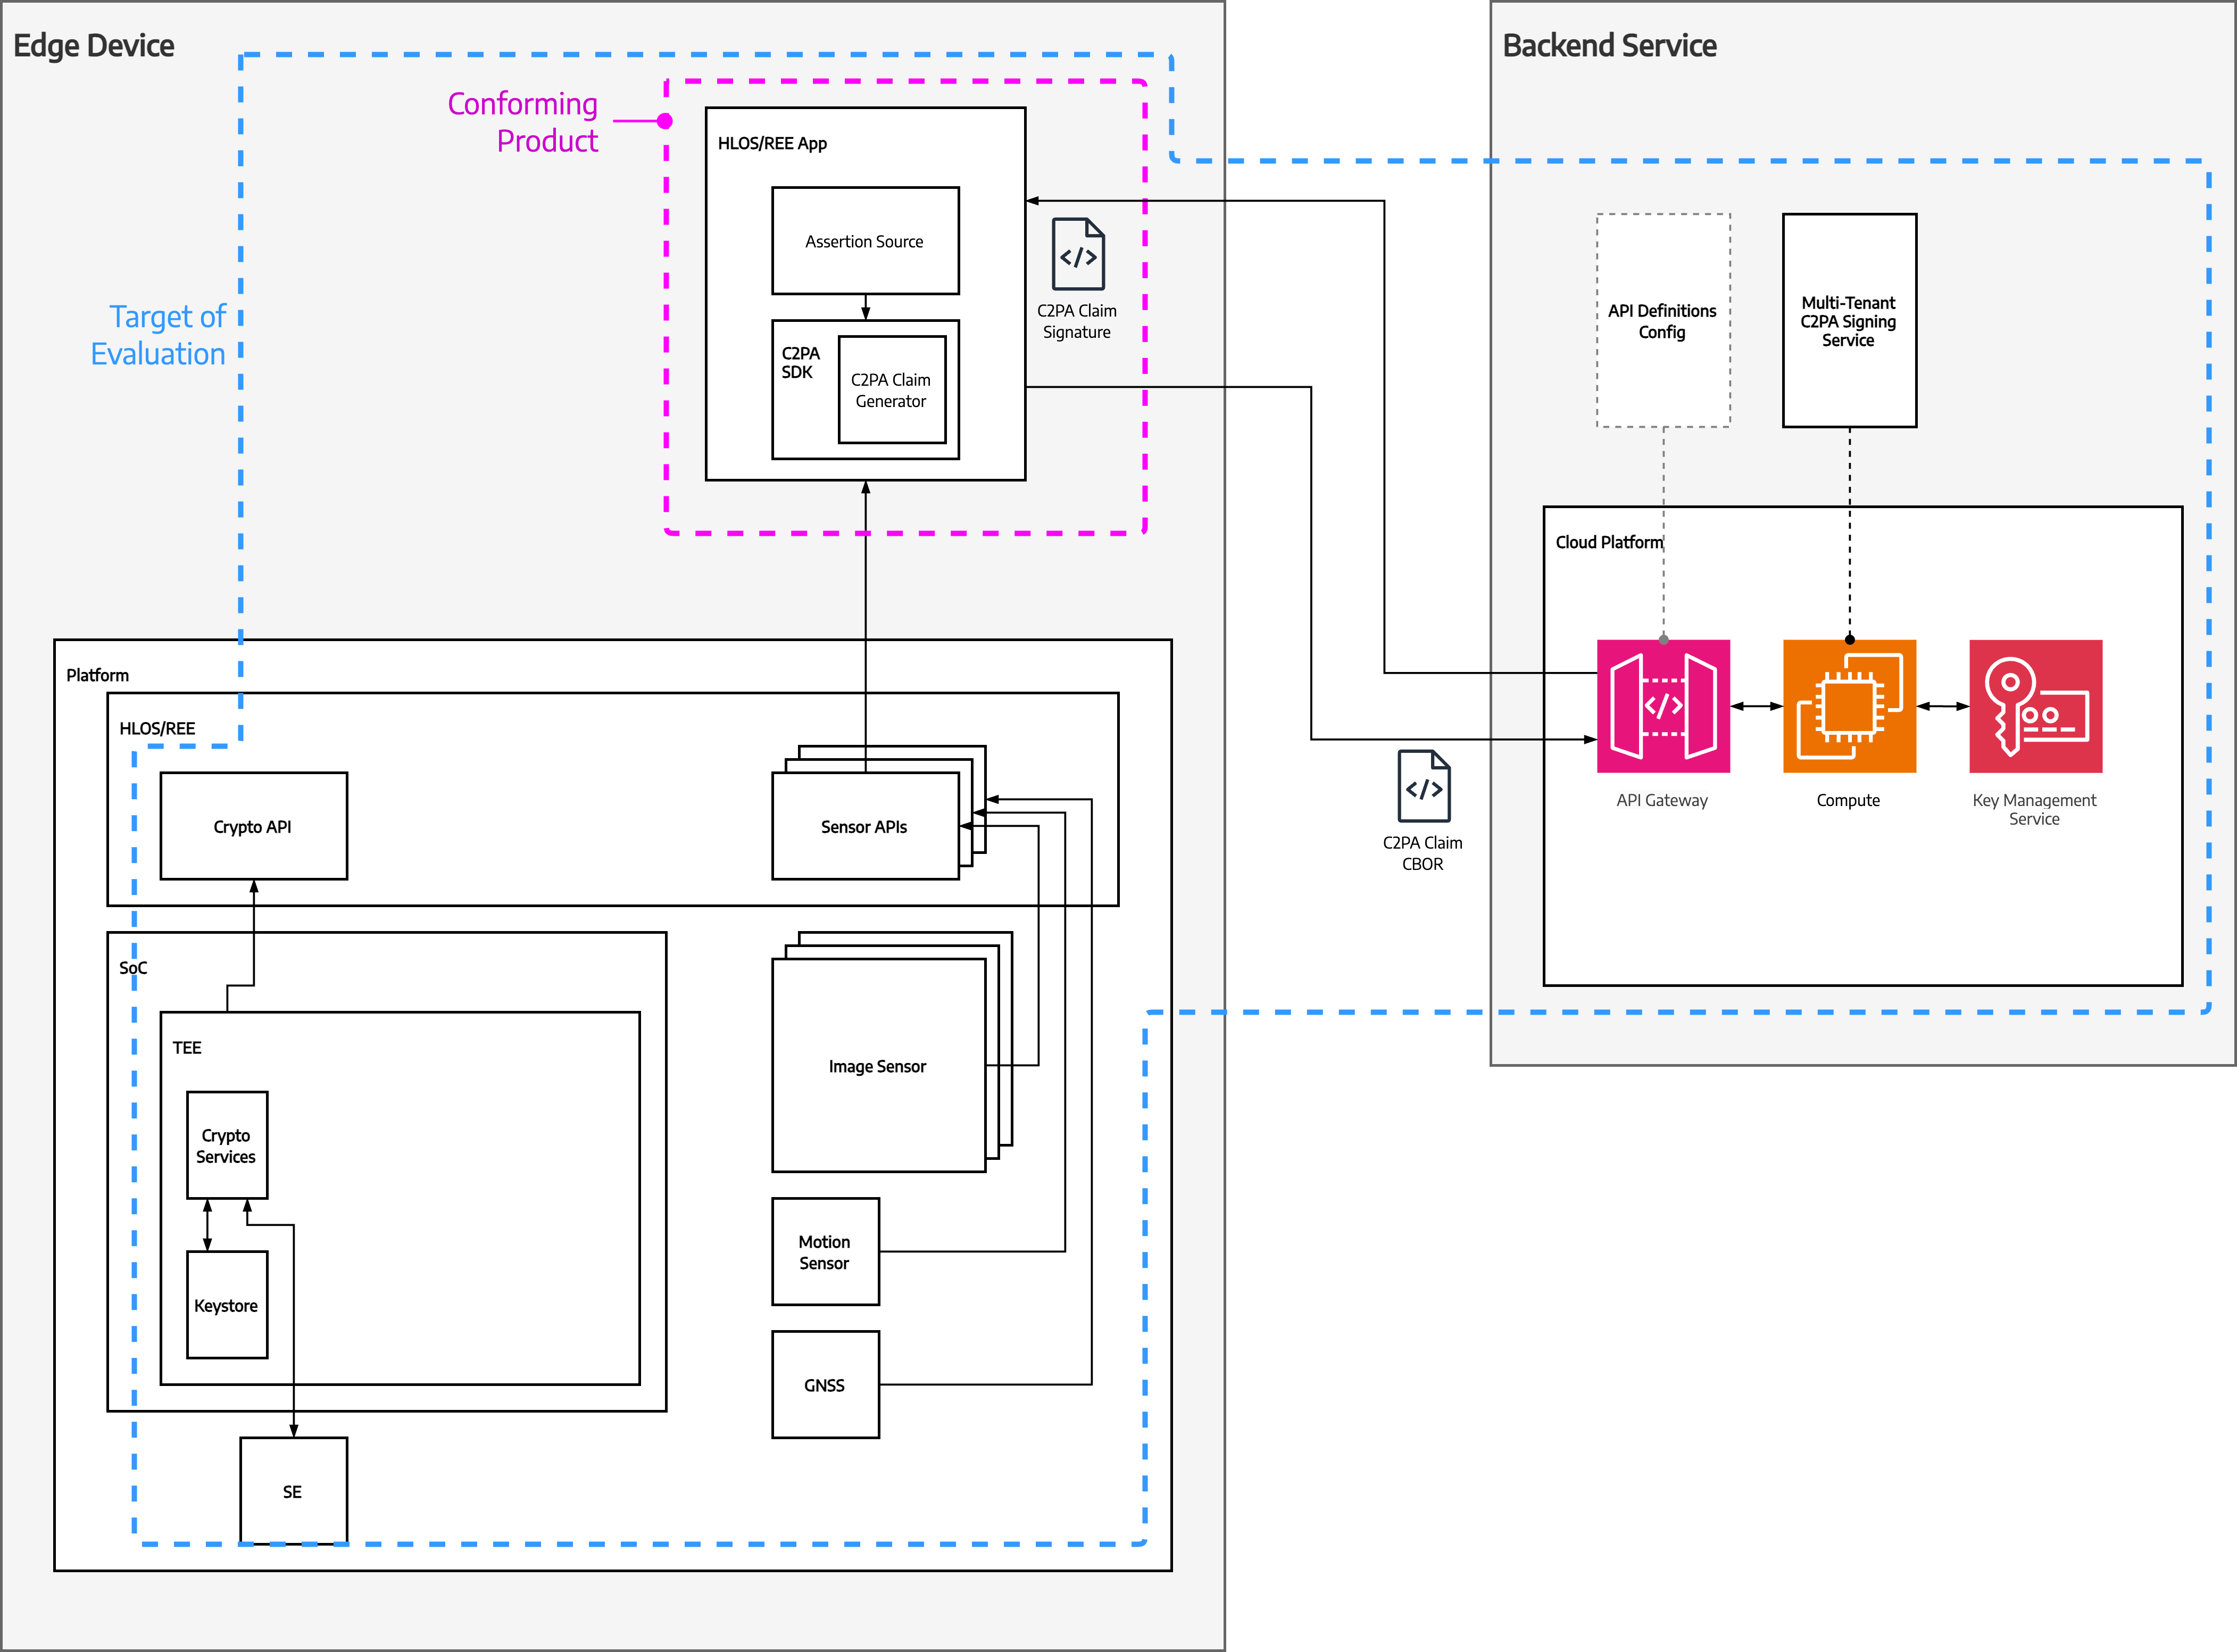 Edge Device
Backend Service
Conforming
Product
HLOS/REE App
Assertion Source
C2PA
SDK
C2PA Claim
Generator
C2PA Claim
Signature
Target of
Evaluation
API Definitions
Config
Multi-Tenant
C2PA Signing
Service
Cloud Platform
API Gateway
Compute
Key Management
Service
C2PA Claim
CBOR
Platform
HLOS/REE
Crypto API
Sensor APIs
SoC
TEE
Crypto
Services
Keystore
SE
Image Sensor
Motion
Sensor
GNSS